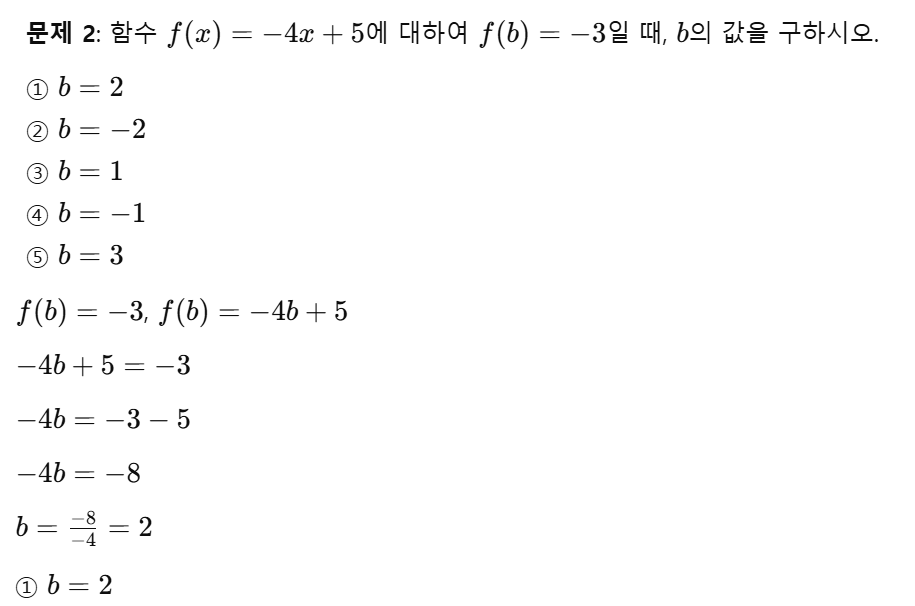 문제 2: 함수 f(x) = −4x + 5에 대하여 f(b) = −3일 때, b의 값을 구하시오.
① b = 2
② b = −2
③ b = 1
④ b = −1
⑤ b = 3
f(b) = −3, f(b) = −4b + 5
−4b + 5 = −3
−4b = −3 − 5
−4b = −8
b = \frac{−8}{−4} = 2
① b = 2